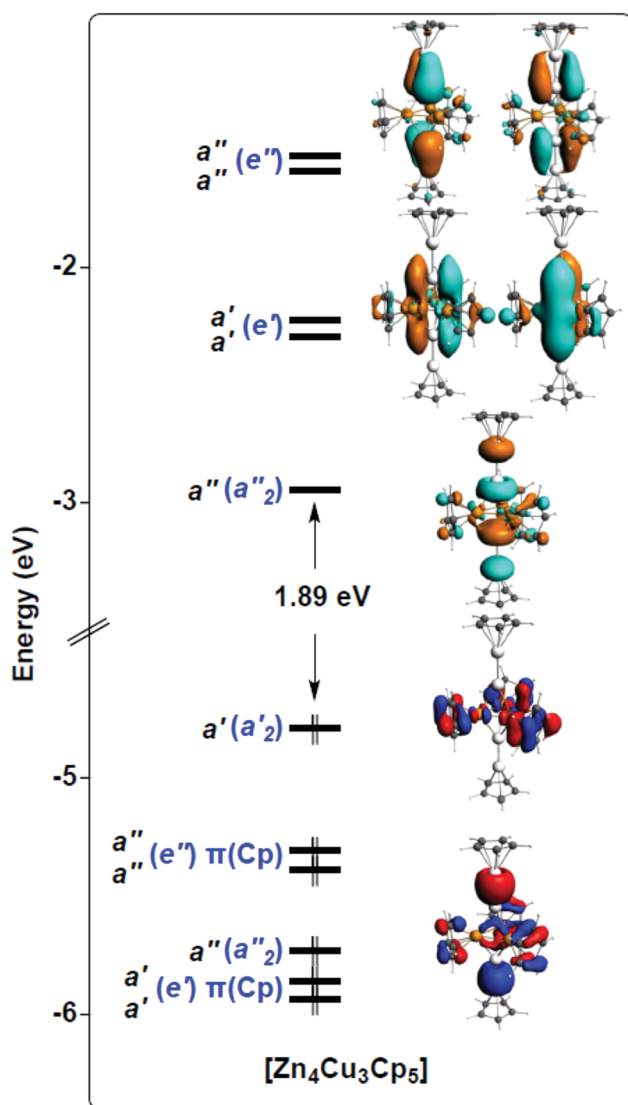 a″ (e″)
a″
-2
a′ (e′)
a′
-3
a″ (a″₂)
1.89 eV
Energy (eV)
a′ (a′₂)
-5
a″ (e″) π(Cp)
a″
a″ (a″₂)
a′ (e′) π(Cp)
a′
-6
[Zn₄Cu₃Cp₅]